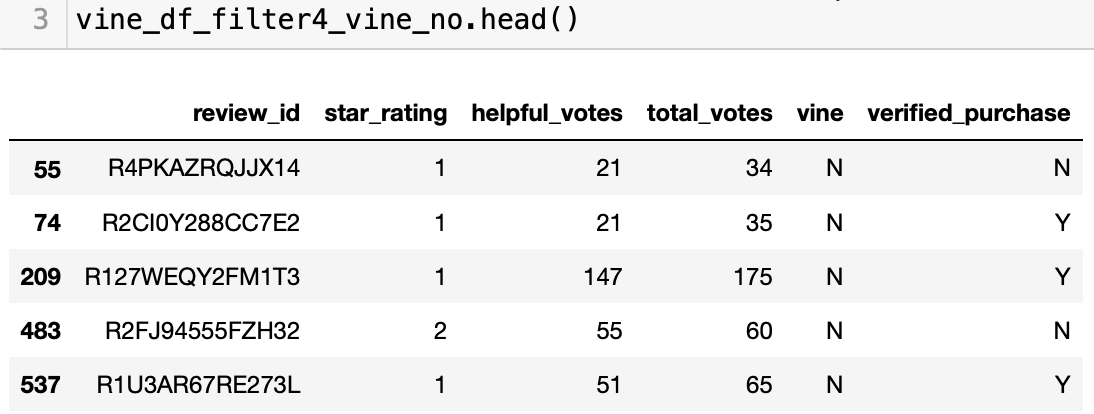 3 vine_df_filter4_vine_no.head()
review_id star_rating helpful_votes total_votes vine verified_purchase
55 R4PKAZRQJJX14 1 21 34 N N
74 R2CI0Y288CC7E2 1 21 35 N Y
209 R127WEQY2FM1T3 1 147 175 N Y
483 R2FJ94555FZH32 2 55 60 N N
537 R1U3AR67RE273L 1 51 65 N Y